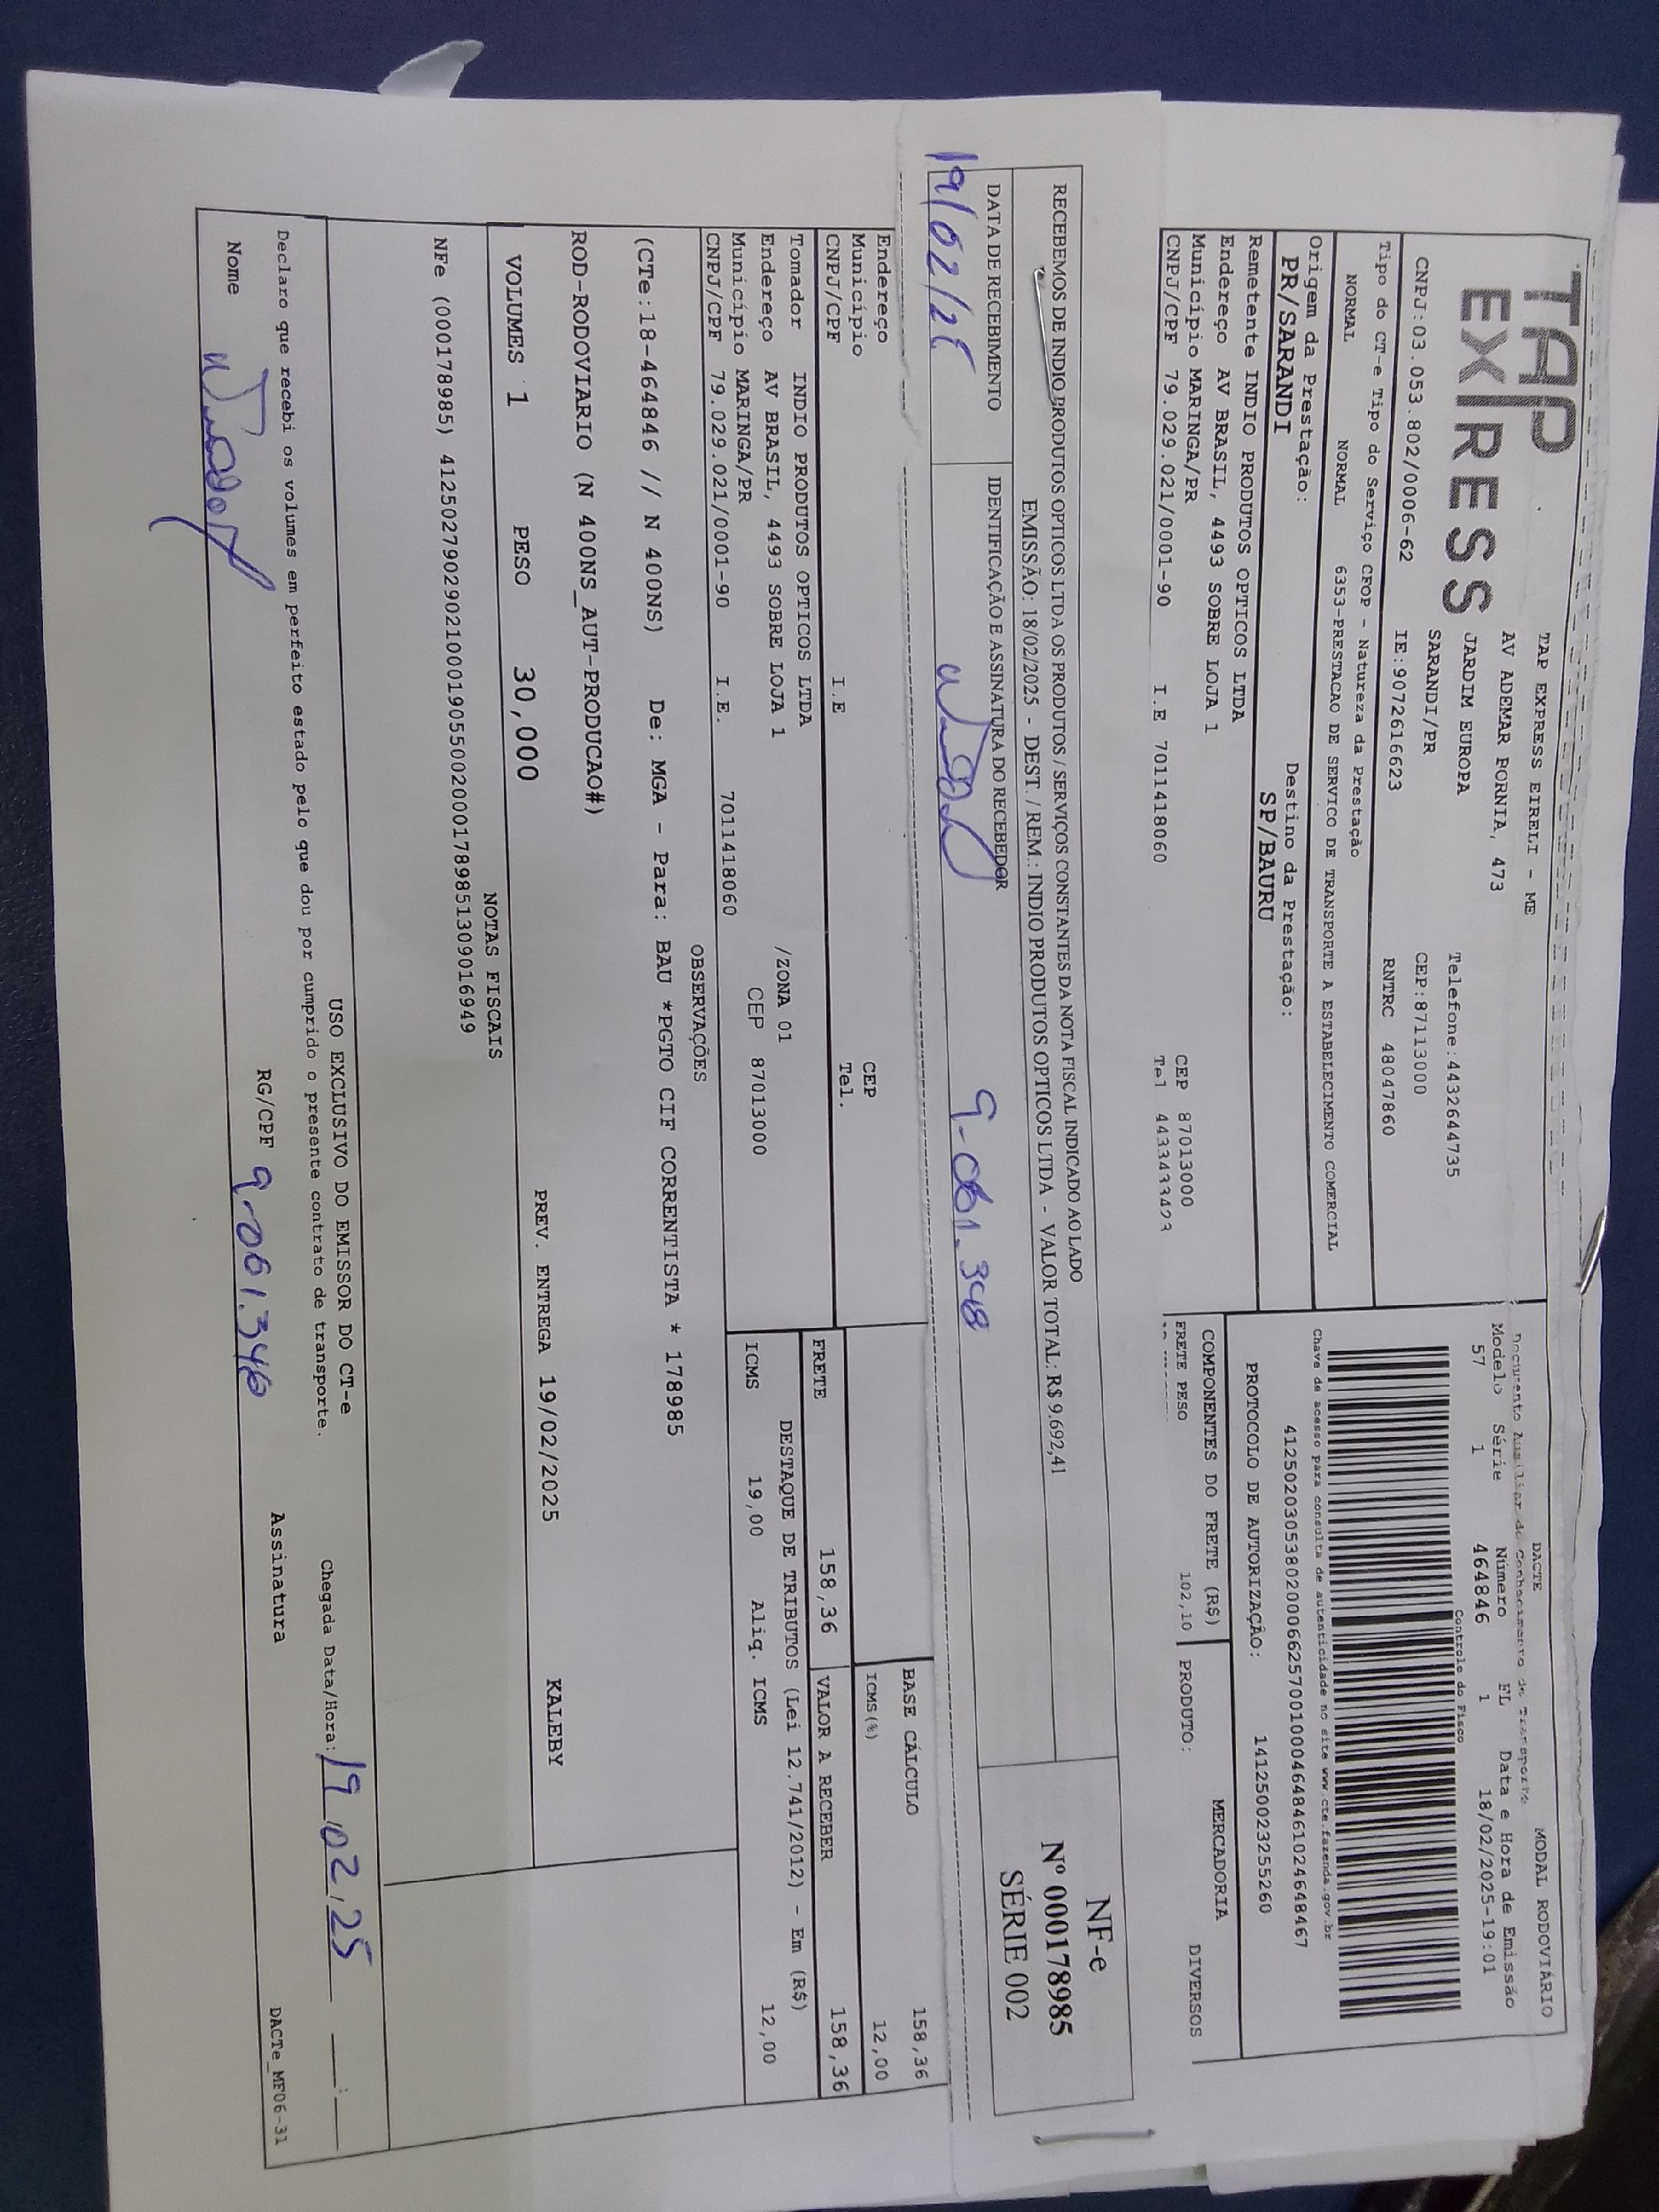 TAP
EXPRESS
TAP EXPRESS EIRELI - ME
AV ADEMAR BORNIA, 473
JARDIM EUROPA
SARANDI/PR
Telefone:4432644735
CEP:87113000
CNPJ:03.053.802/0006-62 IE:9072616623 RNTRC 48047860
DACTE MODAL RODOVIÁRIO
Documento Auxiliar do Conhecimento de Transporte
Modelo Série Número FL Data e Hora de Emissão
57 1 464846 1 18/02/2025-19:01
Controle do Fisco
Tipo do CT-e Tipo do Serviço CFOP - Natureza da Prestação
NORMAL NORMAL 6353-PRESTACAO DE SERVICO DE TRANSPORTE A ESTABELECIMENTO COMERCIAL
Chave de acesso para consulta de autenticidade no site www.cte.fazenda.gov.br
41250203053802000662570010004648461024648467
Origem da Prestação: Destino da Prestação:
PR/SARANDI SP/BAURU
PROTOCOLO DE AUTORIZAÇÃO: 141250023255260
Remetente INDIO PRODUTOS OPTICOS LTDA
Endereço AV BRASIL, 4493 SOBRE LOJA 1
Município MARINGA/PR CEP 87013000
CNPJ/CPF 79.029.021/0001-90 I.E 7011418060 Tel 443343342
COMPONENTES DO FRETE (R$) MERCADORIA
FRETE PESO 102,10 PRODUTO: DIVERSOS
RECEBEMOS DE INDIO PRODUTOS OPTICOS LTDA OS PRODUTOS / SERVIÇOS CONSTANTES DA NOTA FISCAL INDICADO AO LADO
EMISSÃO: 18/02/2025 - DEST. / REM.: INDIO PRODUTOS OPTICOS LTDA - VALOR TOTAL: R$ 9.692,41
DATA DE RECEBIMENTO IDENTIFICAÇÃO E ASSINATURA DO RECEBEDOR
19/02/25
NF-e
Nº 000178985
SÉRIE 002
Endereço
Município CEP
CNPJ/CPF I.E Tel.
BASE CÁLCULO 158,36
ICMS(%) 12,00
Tomador INDIO PRODUTOS OPTICOS LTDA
Endereço AV BRASIL, 4493 SOBRE LOJA 1 /ZONA 01
Município MARINGA/PR CEP 87013000
CNPJ/CPF 79.029.021/0001-90 I.E. 7011418060
FRETE 158,36 VALOR A RECEBER 158,36
DESTAQUE DE TRIBUTOS (Lei 12.741/2012) - Em (R$)
ICMS 19,00 Aliq. ICMS 12,00
OBSERVAÇÕES
(CTe:18-464846 // N 400NS) De: MGA - Para: BAU *PGTO CIF CORRENTISTA * 178985
ROD-RODOVIARIO (N 400NS_AUT-PRODUCAO#)
VOLUMES 1 PESO 30,000 PREV. ENTREGA 19/02/2025 KALEBY
NOTAS FISCAIS
NFe (000178985) 41250279029021000190550020001789851309016949
USO EXCLUSIVO DO EMISSOR DO CT-e
Declaro que recebi os volumes em perfeito estado pelo que dou por cumprido o presente contrato de transporte. Chegada Data/Hora: 19 02 25
Nome RG/CPF 9-061.346 Assinatura
DACTe_MF06-31